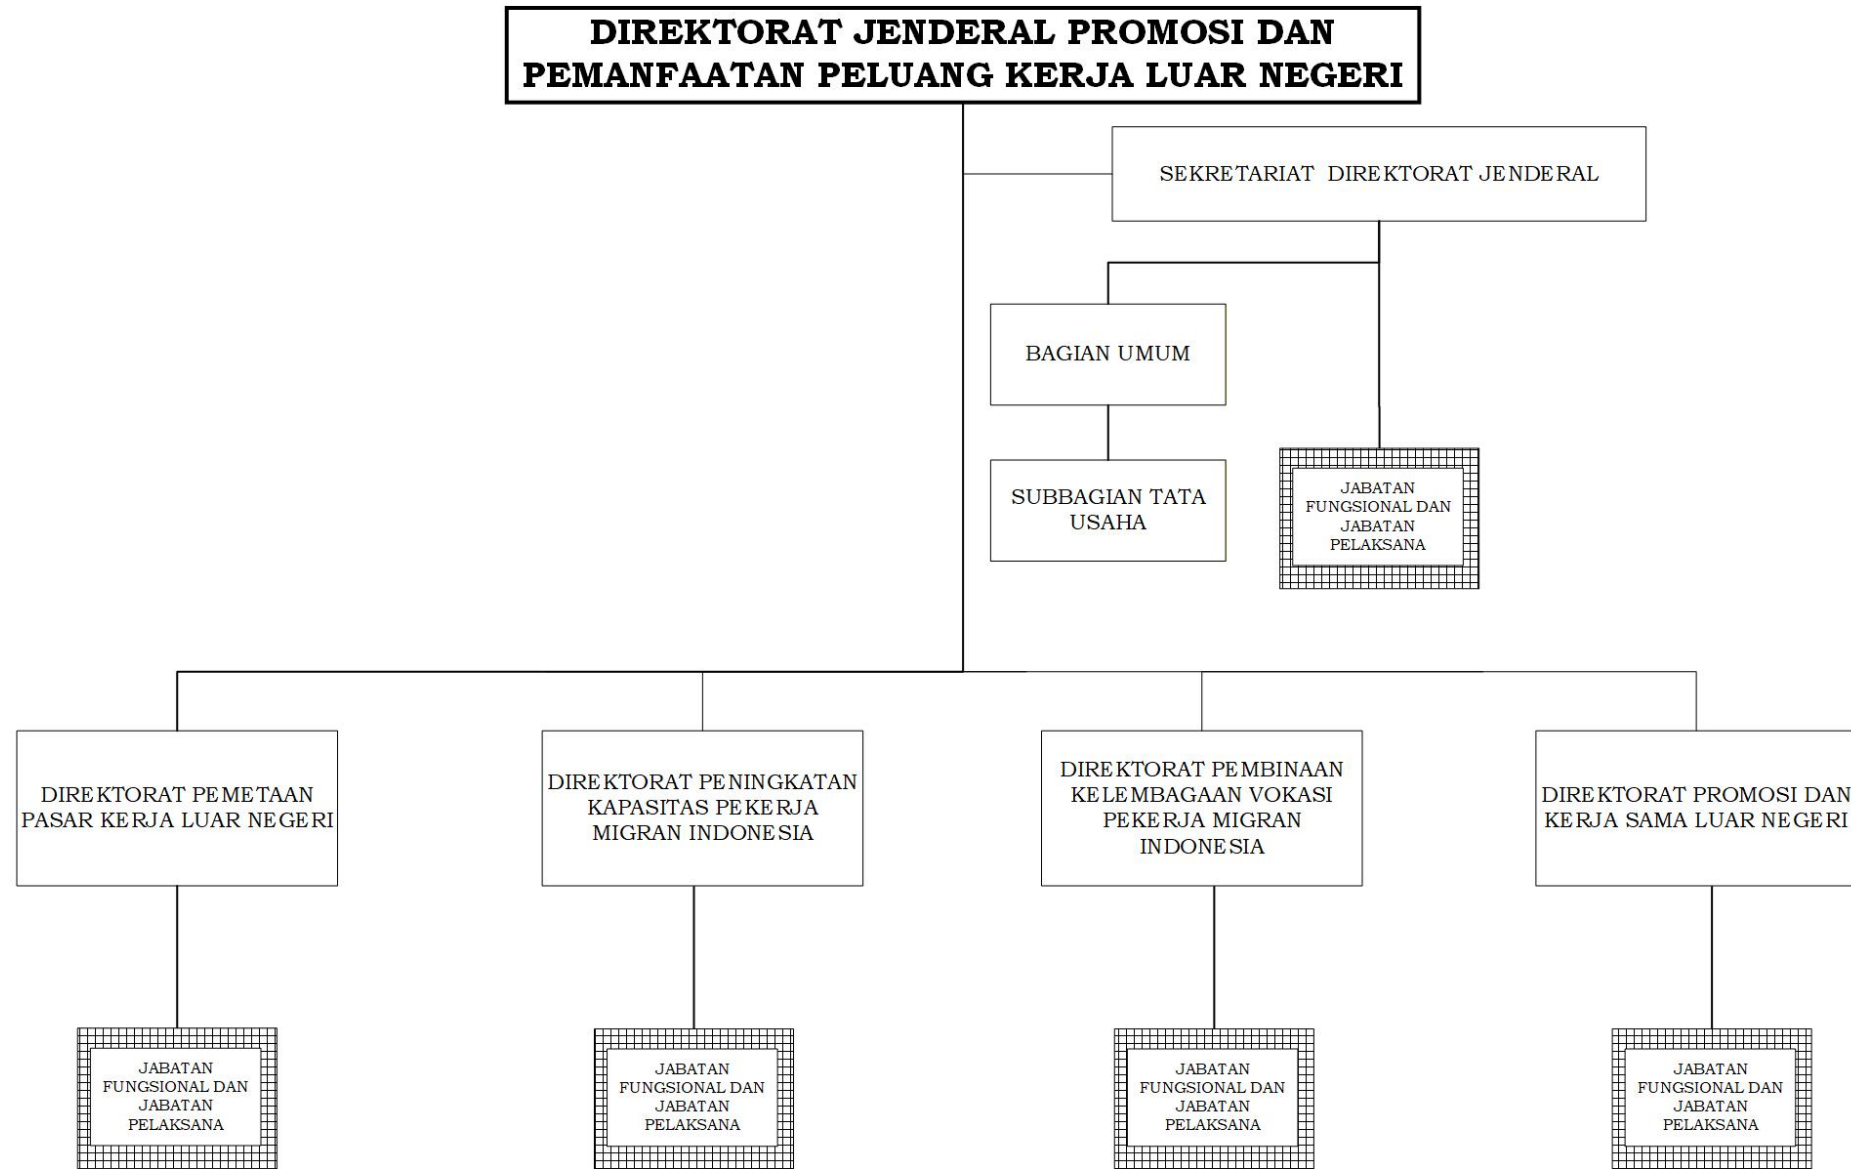 DIREKTORAT JENDERAL PROMOSI DAN
PEMANFAATAN PELUANG KERJA LUAR NEGERI
SEKRETARIAT DIREKTORAT JENDERAL
BAGIAN UMUM
SUBBAGIAN TATA
USAHA
JABATAN
FUNGSIONAL DAN
JABATAN
PELAKSANA
DIREKTORAT PEMETAAN
PASAR KERJA LUAR NEGERI
DIREKTORAT PENINGKATAN
KAPASITAS PEKERJA
MIGRAN INDONESIA
DIREKTORAT PEMBINAAN
KELEMBAGAAN VOKASI
PEKERJA MIGRAN
INDONESIA
DIREKTORAT PROMOSI DAN
KERJA SAMA LUAR NEGERI
JABATAN
FUNGSIONAL DAN
JABATAN
PELAKSANA
JABATAN
FUNGSIONAL DAN
JABATAN
PELAKSANA
JABATAN
FUNGSIONAL DAN
JABATAN
PELAKSANA
JABATAN
FUNGSIONAL DAN
JABATAN
PELAKSANA